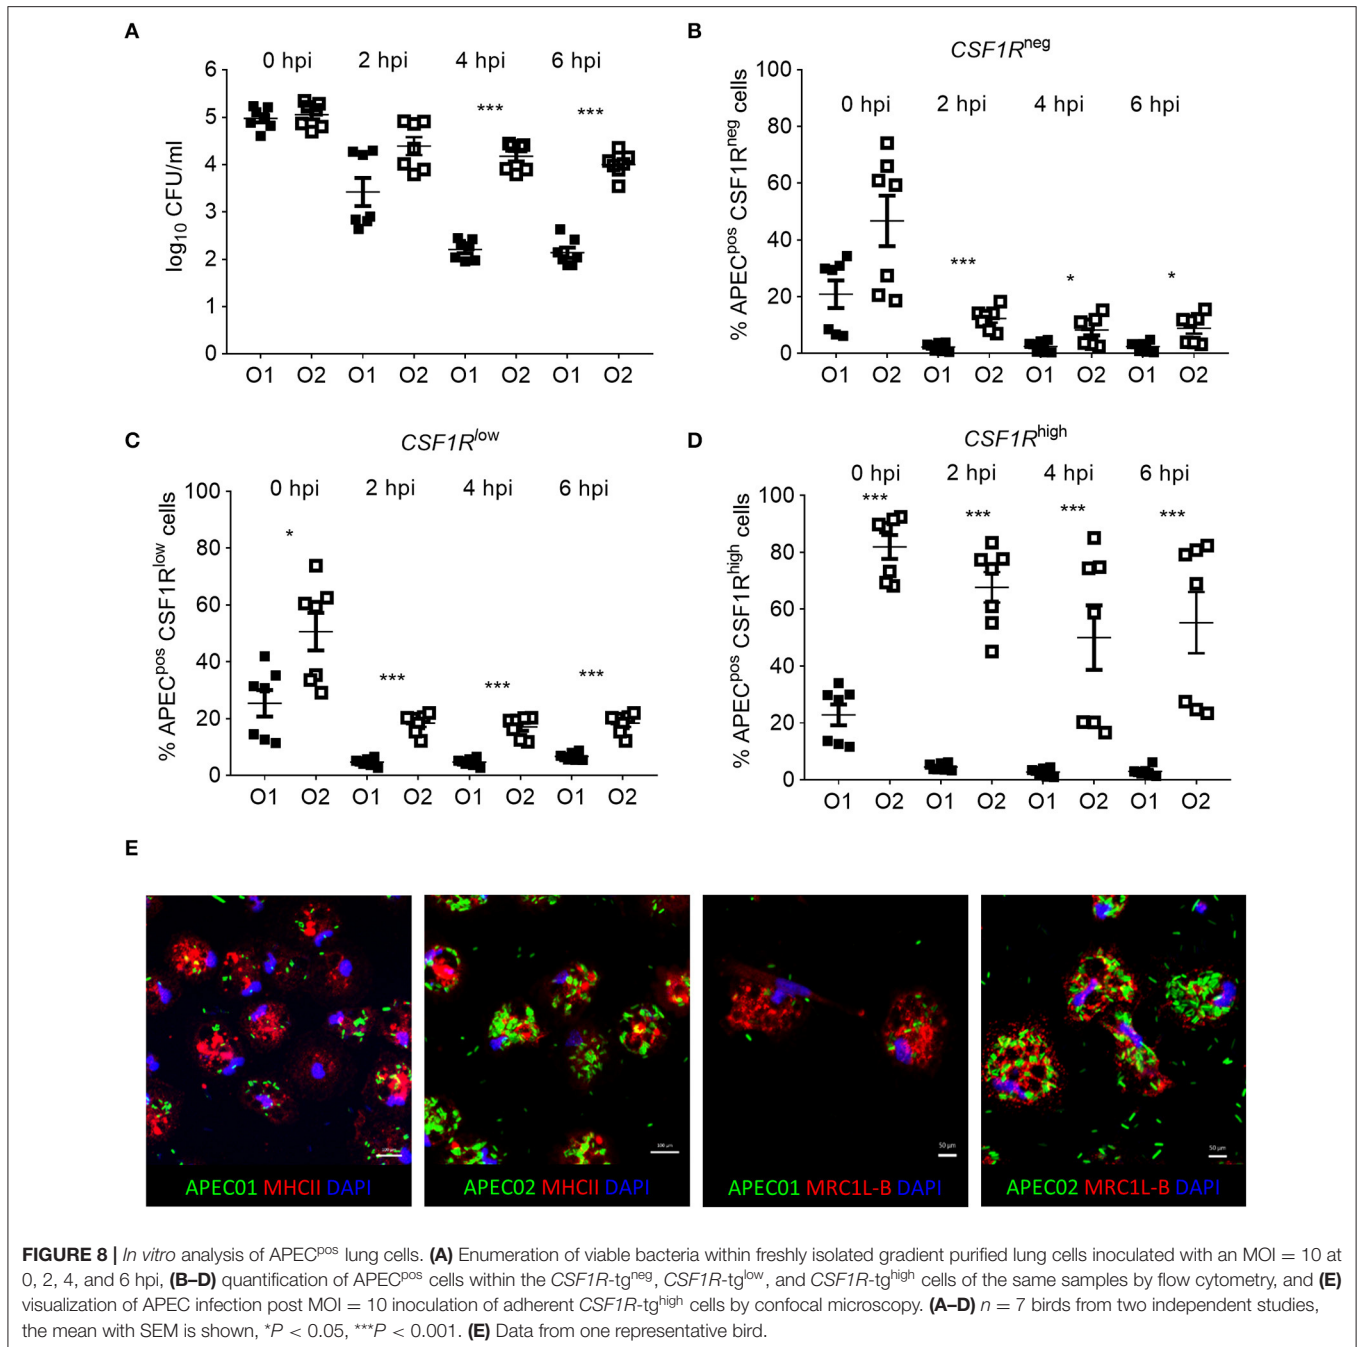 A
0 hpi 2 hpi 4 hpi 6 hpi
*** ***
log10 CFU/ml
6
5
4
3
2
1
0
O1 O2 O1 O2 O1 O2 O1 O2
B
CSF1Rneg
0 hpi 2 hpi 4 hpi 6 hpi
*** * *
% APECpos CSF1Rneg cells
100
80
60
40
20
0
O1 O2 O1 O2 O1 O2 O1 O2
C
CSF1Rlow
0 hpi 2 hpi 4 hpi 6 hpi
* *** *** ***
% APECpos CSF1Rlow cells
100
80
60
40
20
0
O1 O2 O1 O2 O1 O2 O1 O2
D
CSF1Rhigh
0 hpi 2 hpi 4 hpi 6 hpi
*** *** *** ***
% APECpos CSF1Rhigh cells
100
80
60
40
20
0
O1 O2 O1 O2 O1 O2 O1 O2
E
100 µm
APEC01 MHCII DAPI
100 µm
APEC02 MHCII DAPI
50 µm
APEC01 MRC1L-B DAPI
50 µm
APEC02 MRC1L-B DAPI
FIGURE 8 | In vitro analysis of APECpos lung cells. (A) Enumeration of viable bacteria within freshly isolated gradient purified lung cells inoculated with an MOI = 10 at
0, 2, 4, and 6 hpi, (B–D) quantification of APECpos cells within the CSF1R-tgneg, CSF1R-tglow, and CSF1R-tghigh cells of the same samples by flow cytometry, and (E)
visualization of APEC infection post MOI = 10 inoculation of adherent CSF1R-tghigh cells by confocal microscopy. (A–D) n = 7 birds from two independent studies,
the mean with SEM is shown, *P < 0.05, ***P < 0.001. (E) Data from one representative bird.